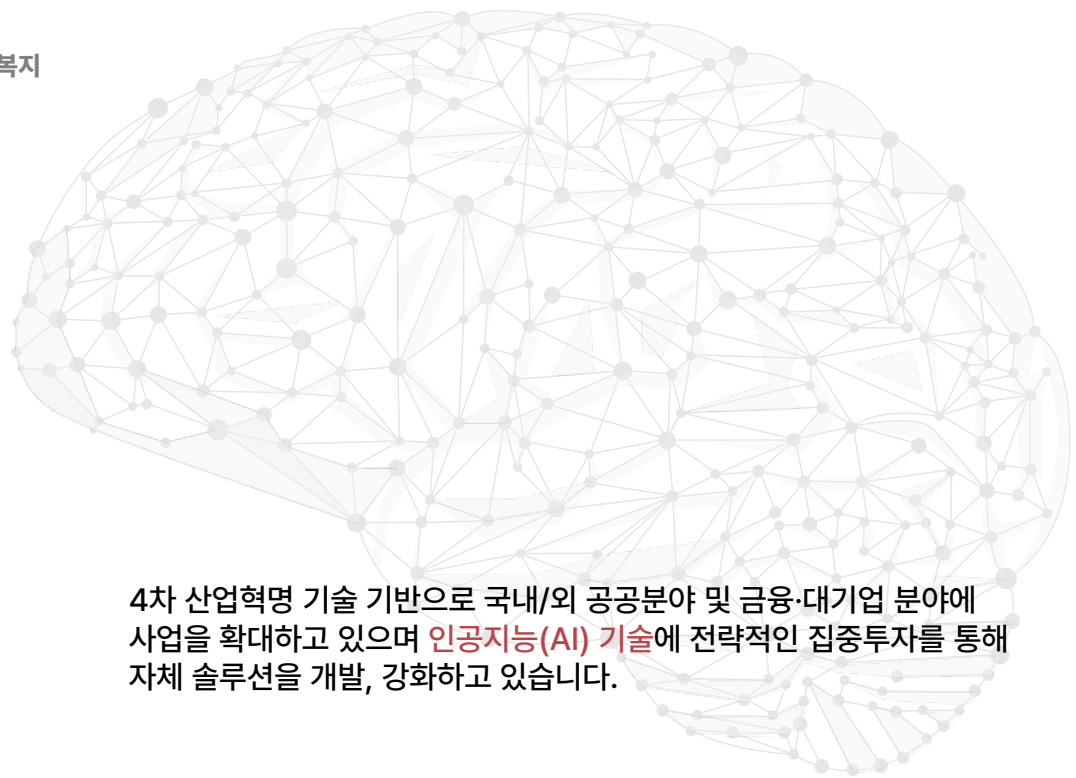 복지
4차 산업혁명 기술 기반으로 국내/외 공공분야 및 금융·대기업 분야에
사업을 확대하고 있으며 인공지능(AI) 기술에 전략적인 집중투자를 통해
자체 솔루션을 개발, 강화하고 있습니다.